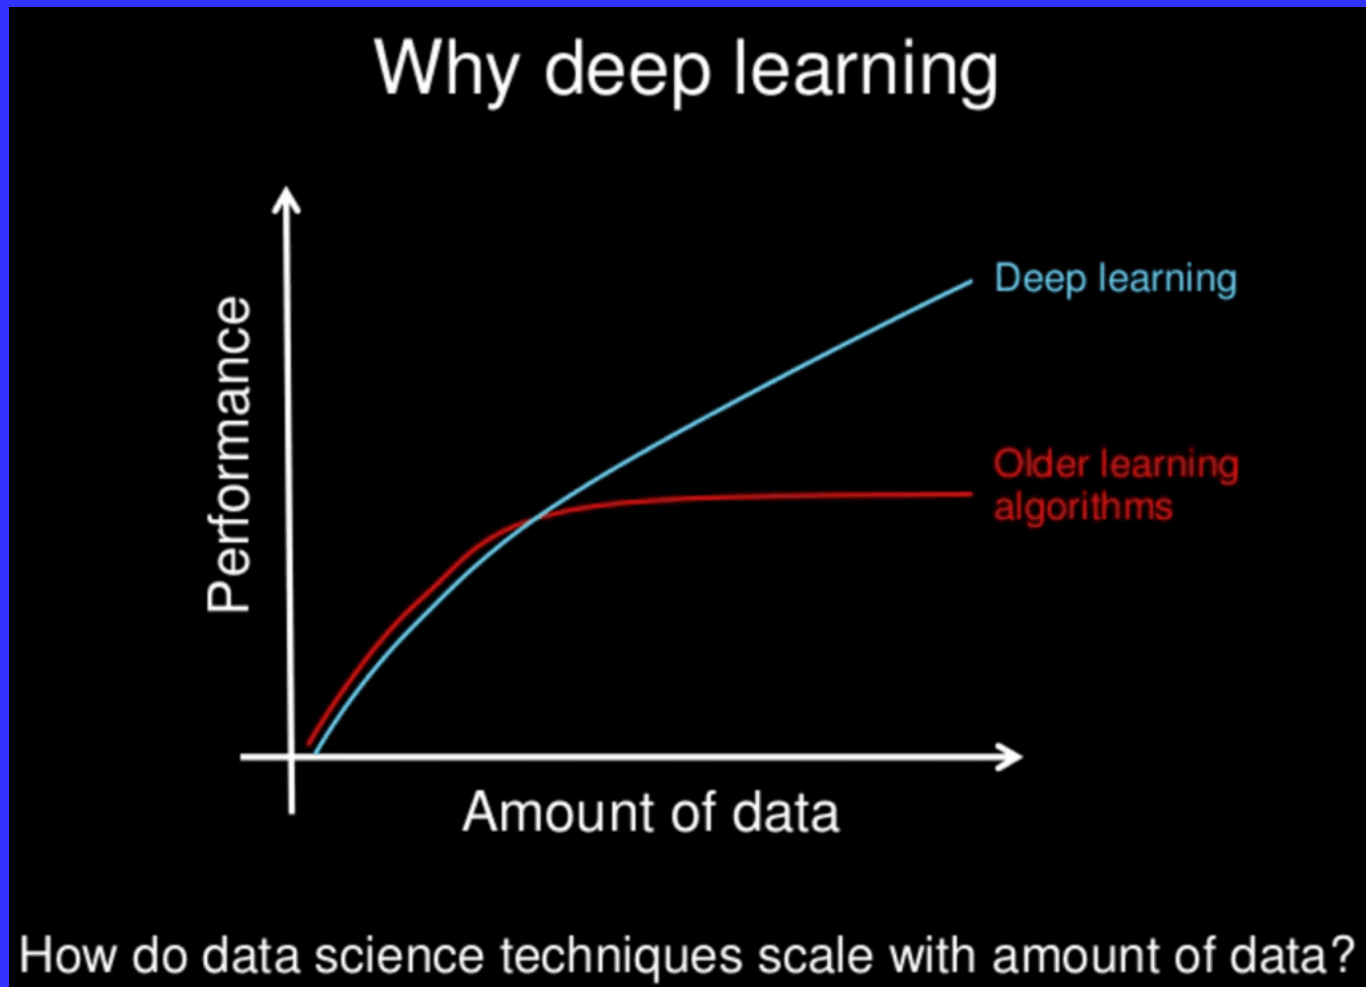 Why deep learning
Performance
Deep learning
Older learning
algorithms
Amount of data
How do data science techniques scale with amount of data?